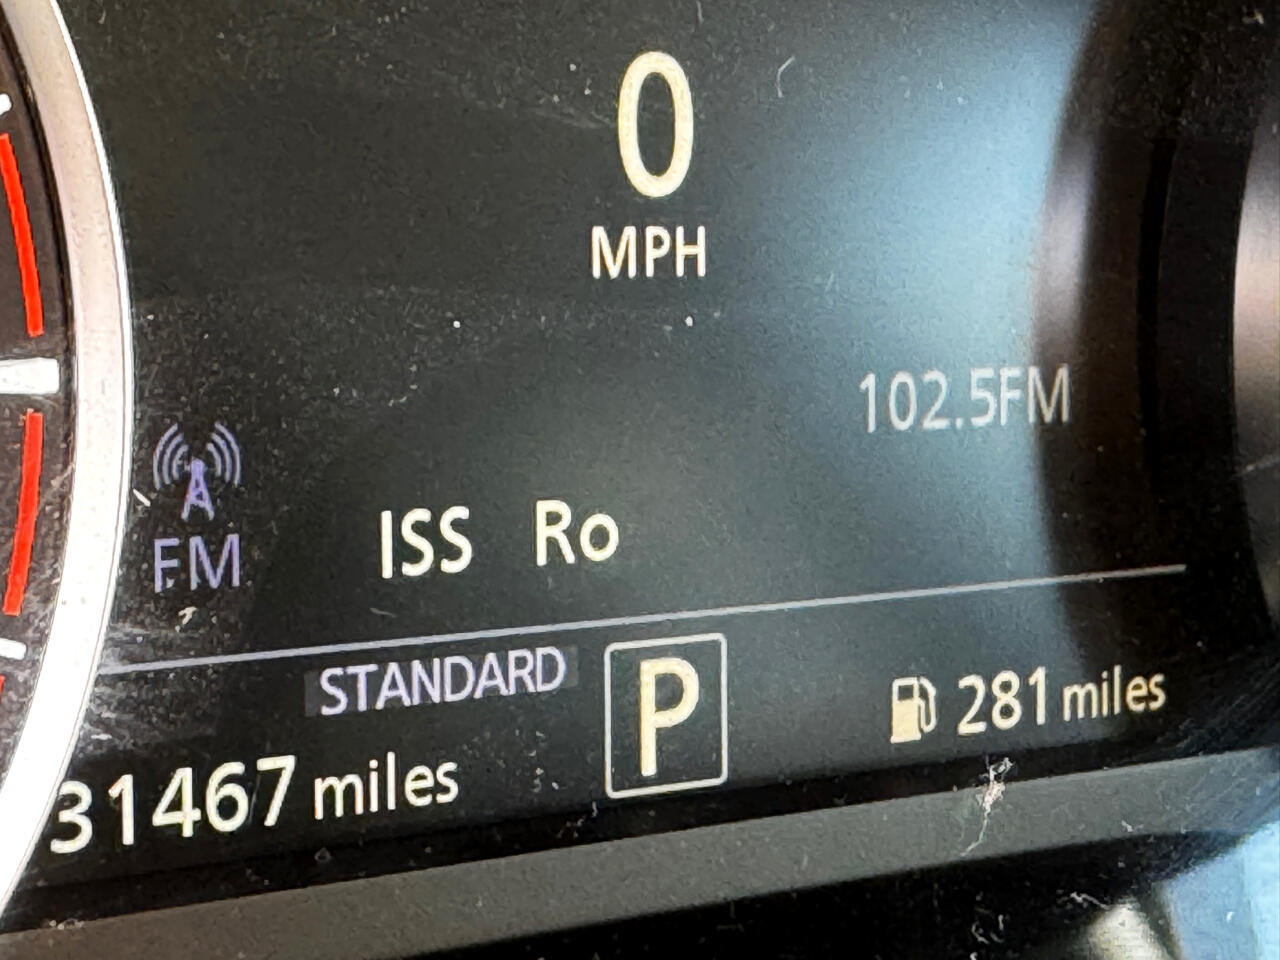 0
MPH
102.5FM
FM
ISS Ro
STANDARD
P
281 miles
31467 miles